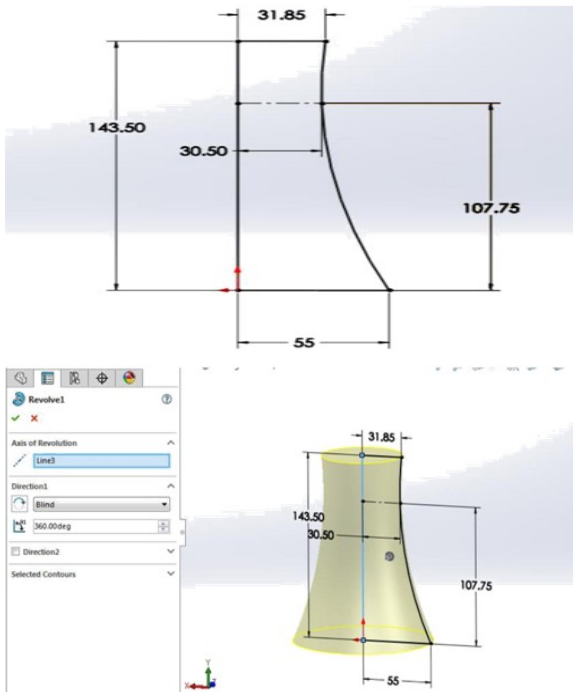 31.85
143.50
30.50
107.75
55
Revolve1
Axis of Revolution
Line3
Direction1
Blind
360.00deg
Direction2
Selected Contours
31.85
143.50
30.50
107.75
55
Y
X
Z